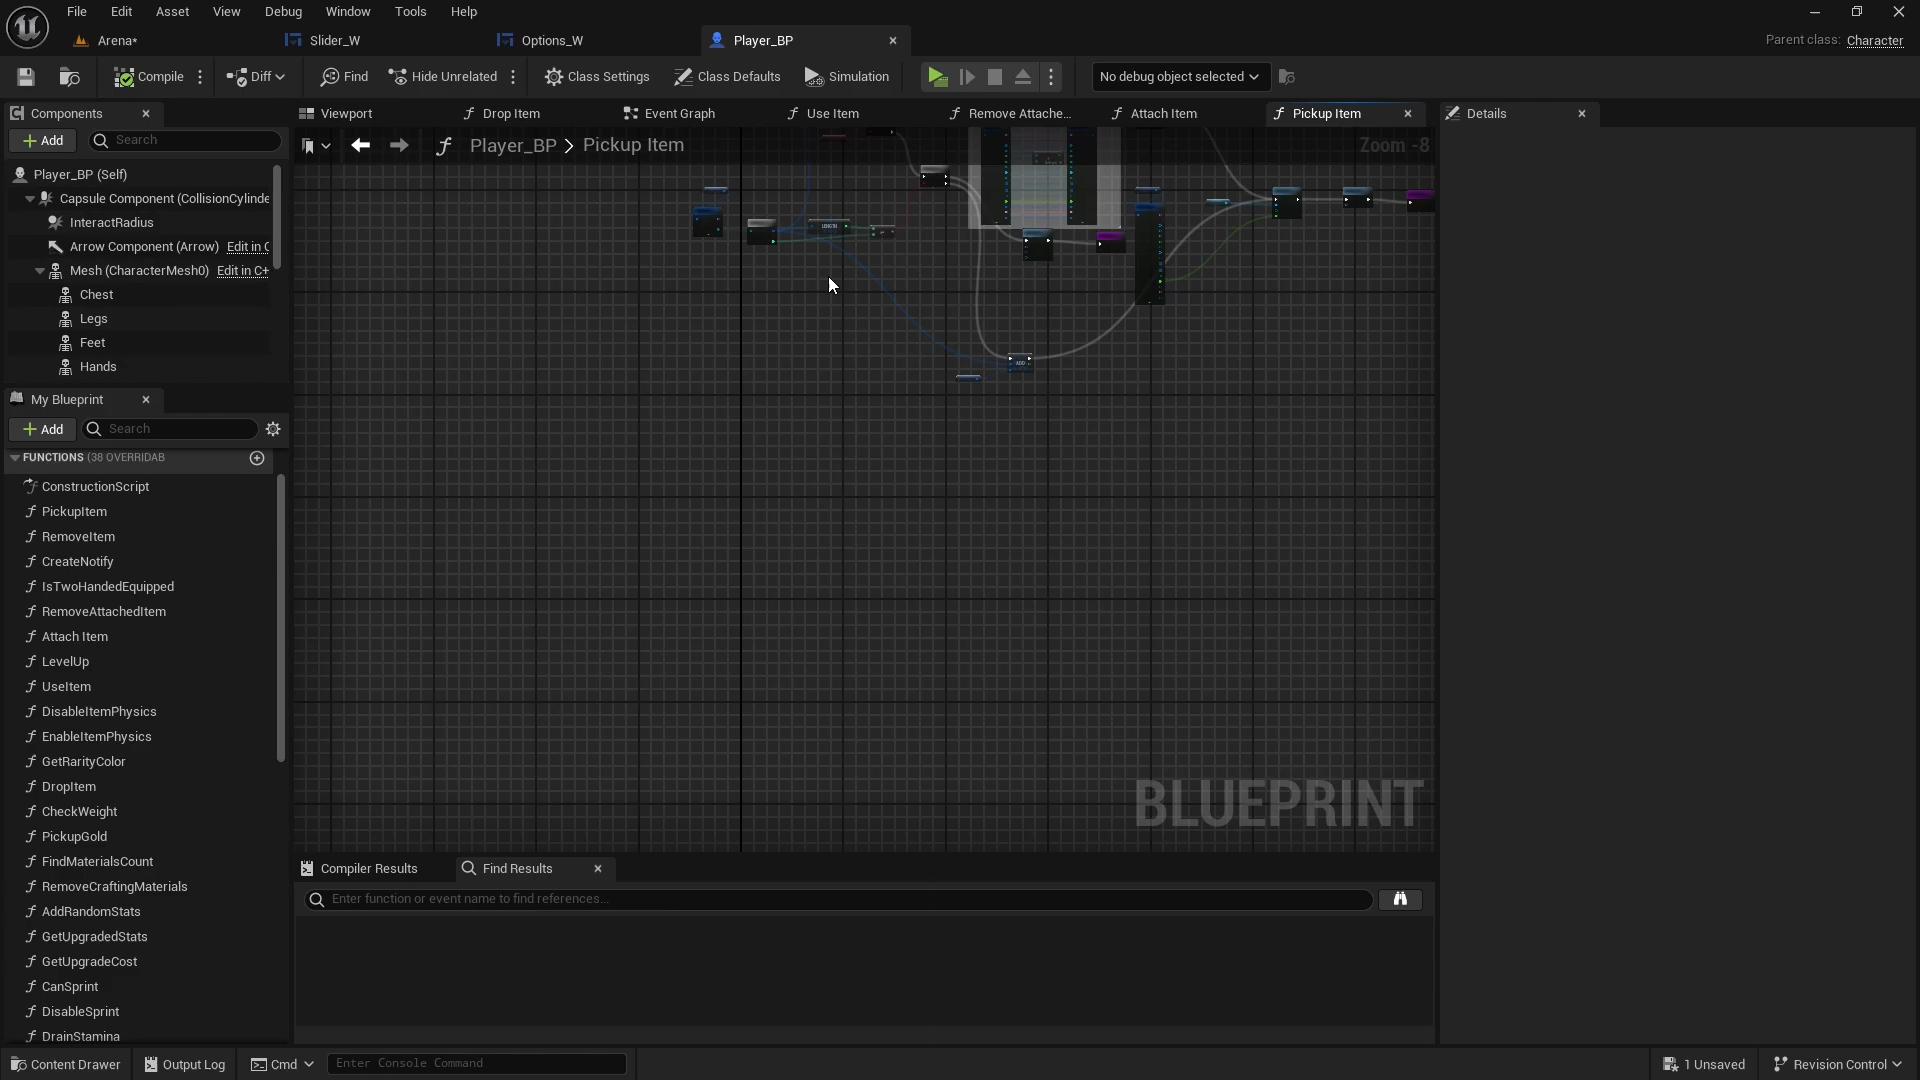 File Edit Asset View Debug Window Tools Help
Arena* Slider_W Options_W Player_BP
Parent class: Character
Compile Diff Find Hide Unrelated Class Settings Class Defaults Simulation No debug object selected
Components
Add Search
Player_BP (Self)
Capsule Component (CollisionCylinde
InteractRadius
Arrow Component (Arrow) Edit in C
Mesh (CharacterMesh0) Edit in C+
Chest
Legs
Feet
Hands
My Blueprint
Add Search
FUNCTIONS (38 OVERRIDAB
ConstructionScript
PickupItem
RemoveItem
CreateNotify
IsTwoHandedEquipped
RemoveAttachedItem
Attach Item
LevelUp
UseItem
DisableItemPhysics
EnableItemPhysics
GetRarityColor
DropItem
CheckWeight
PickupGold
FindMaterialsCount
RemoveCraftingMaterials
AddRandomStats
GetUpgradedStats
GetUpgradeCost
CanSprint
DisableSprint
DrainStamina
Viewport Drop Item Event Graph Use Item Remove Attache... Attach Item Pickup Item
Player_BP > Pickup Item
Zoom -8
LENGTH
ADD
BLUEPRINT
Compiler Results Find Results
Enter function or event name to find references...
Details
Content Drawer Output Log Cmd Enter Console Command
1 Unsaved Revision Control